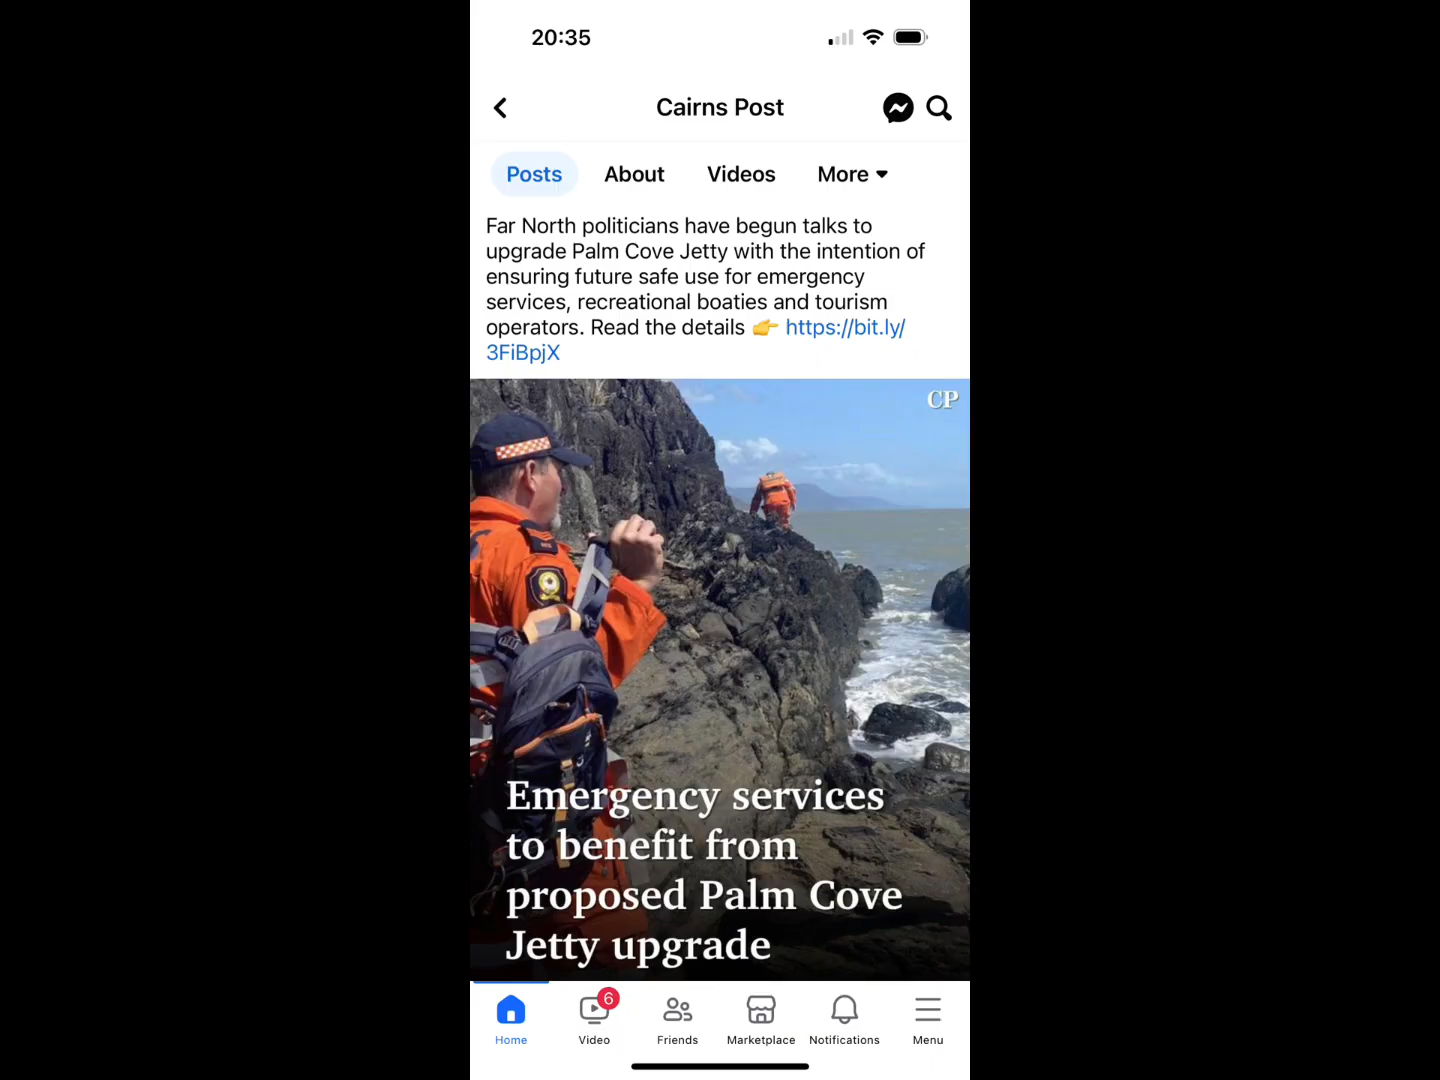 20:35
Cairns Post
Posts About Videos More
Far North politicians have begun talks to
upgrade Palm Cove Jetty with the intention of
ensuring future safe use for emergency
services, recreational boaties and tourism
operators. Read the details 👉 https://bit.ly/
3FiBpjX
CP
Emergency services
to benefit from
proposed Palm Cove
Jetty upgrade
6
Home Video Friends Marketplace Notifications Menu